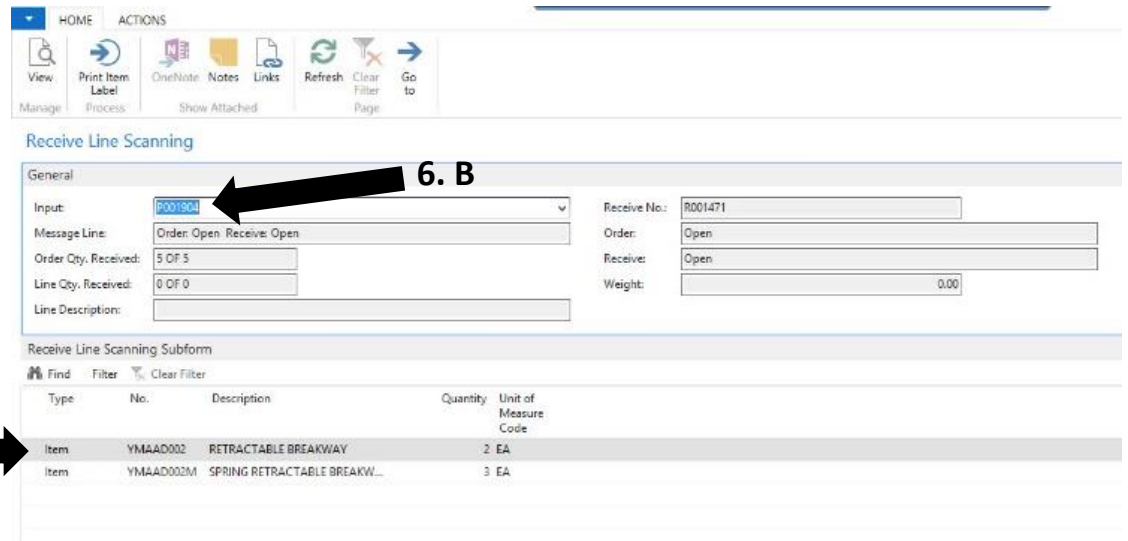 HOME ACTIONS
View Print Item Label OneNote Notes Links Refresh Clear Filter Go to
Manage Process Show Attached Page
Receive Line Scanning
General
6. B
Input: P001904 Receive No.: R001471
Message Line: Order: Open Receive: Open Order: Open
Order Qty. Received: 5 OF 5 Receive: Open
Line Qty. Received: 0 OF 0 Weight: 0.00
Line Description:
Receive Line Scanning Subform
Find Filter Clear Filter
Type No. Description Quantity Unit of Measure Code
Item YMAAD002 RETRACTABLE BREAKWAY 2 EA
Item YMAAD002M SPRING RETRACTABLE BREAKW... 3 EA